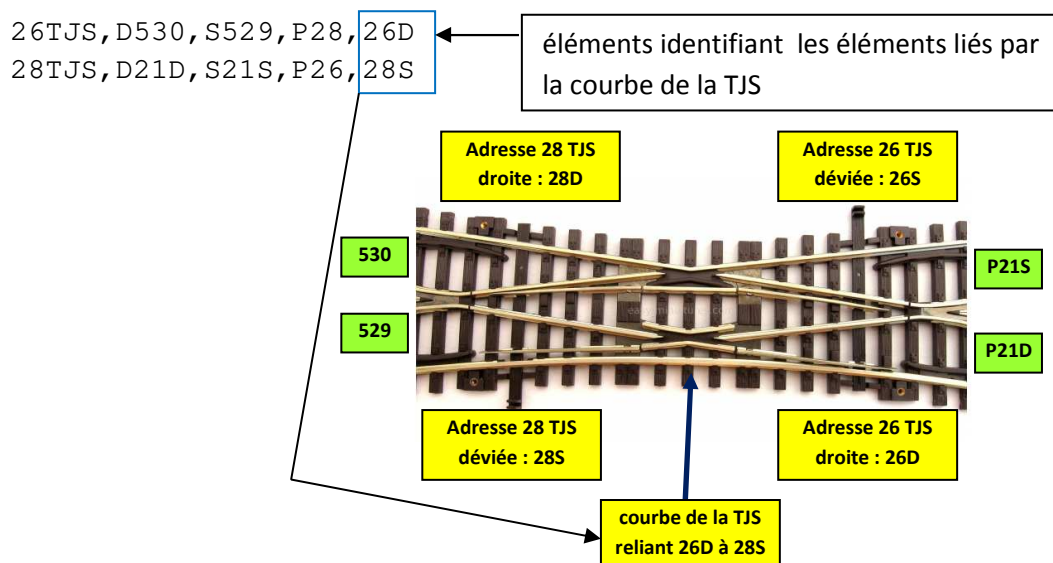 26TJS,D530,S529,P28,26D
28TJS,D21D,S21S,P26,28S
éléments identifiant les éléments liés par
la courbe de la TJS
Adresse 28 TJS
droite : 28D
Adresse 26 TJS
déviée : 26S
530
529
P21S
P21D
Adresse 28 TJS
déviée : 28S
Adresse 26 TJS
droite : 26D
courbe de la TJS
reliant 26D à 28S